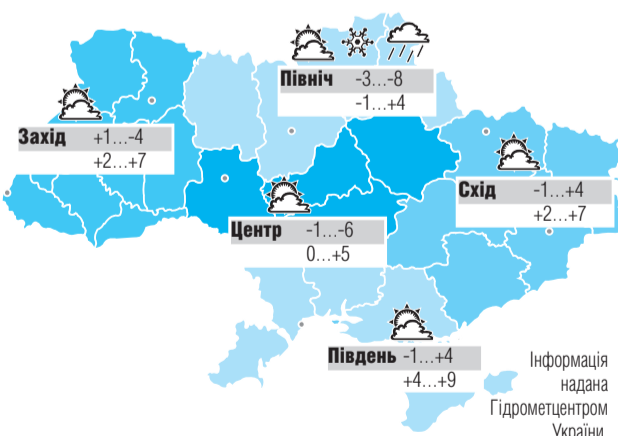 Північ -3...-8
-1...+4
Захід +1...-4
+2...+7
Схід -1...+4
+2...+7
Центр -1...-6
0...+5
Південь -1...+4
+4...+9
Інформація
надана
Гідрометцентром
України.